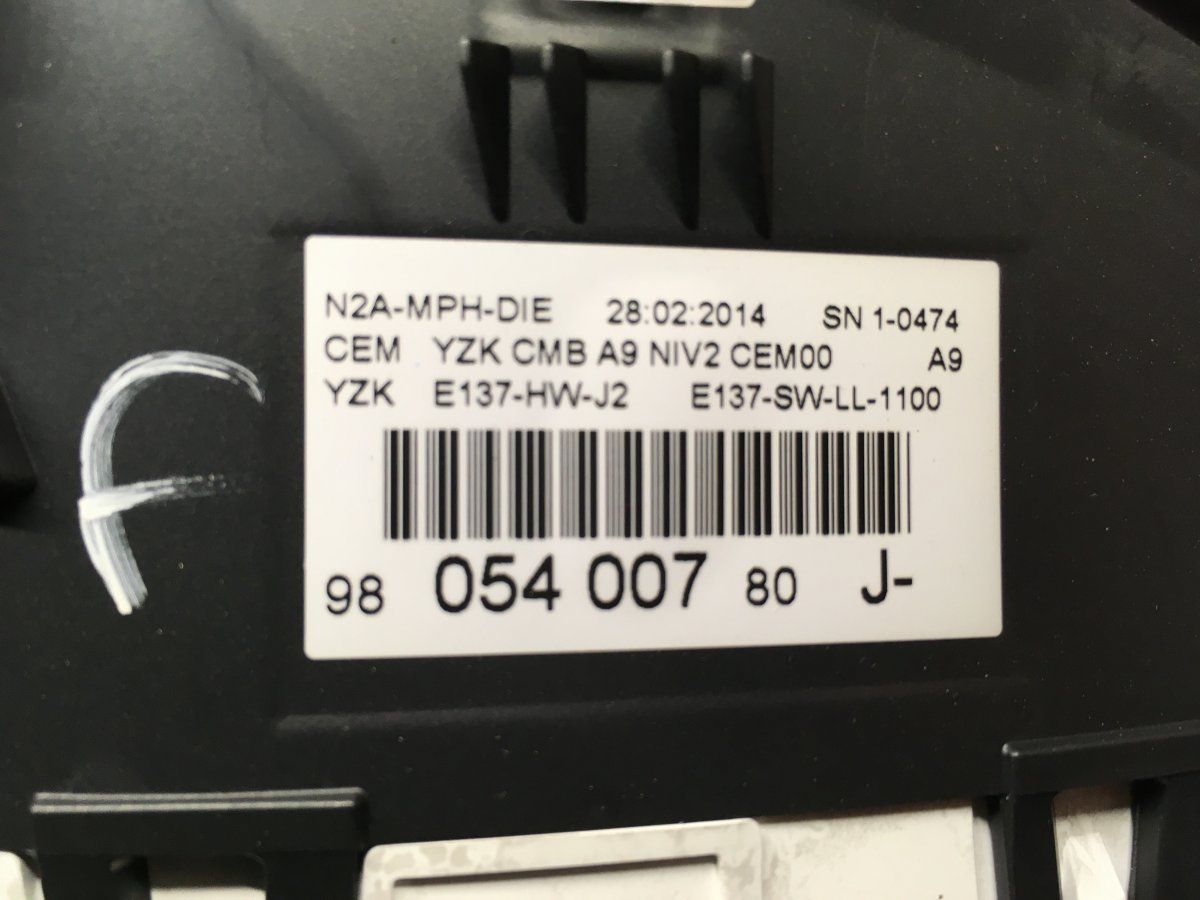 N2A-MPH-DIE 28:02:2014 SN 1-0474
CEM YZK CMB A9 NIV2 CEM00 A9
YZK E137-HW-J2 E137-SW-LL-1100
98 054 007 80 J-